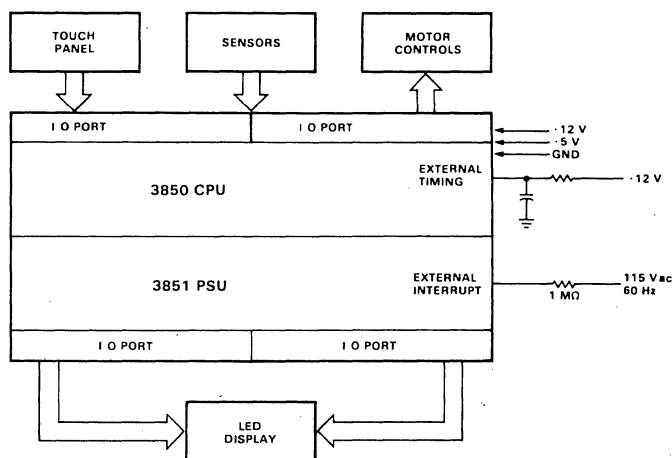 TOUCH
PANEL
SENSORS
MOTOR
CONTROLS
I O PORT
I O PORT
·12 V
·5 V
GND
EXTERNAL
TIMING
·12 V
3850 CPU
3851 PSU
EXTERNAL
INTERRUPT
1 MΩ
115 Vac
60 Hz
I O PORT
I O PORT
LED
DISPLAY